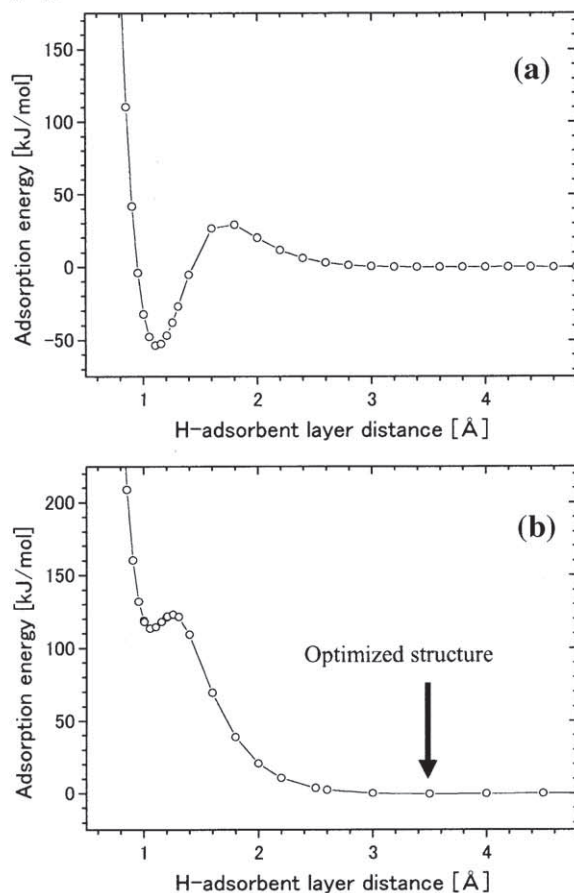 (a)
150
100
50
0
-50
Adsorption energy [kJ/mol]
1 2 3 4
H-adsorbent layer distance [Å]
(b)
200
150
100
50
0
Adsorption energy [kJ/mol]
Optimized structure
1 2 3 4
H-adsorbent layer distance [Å]